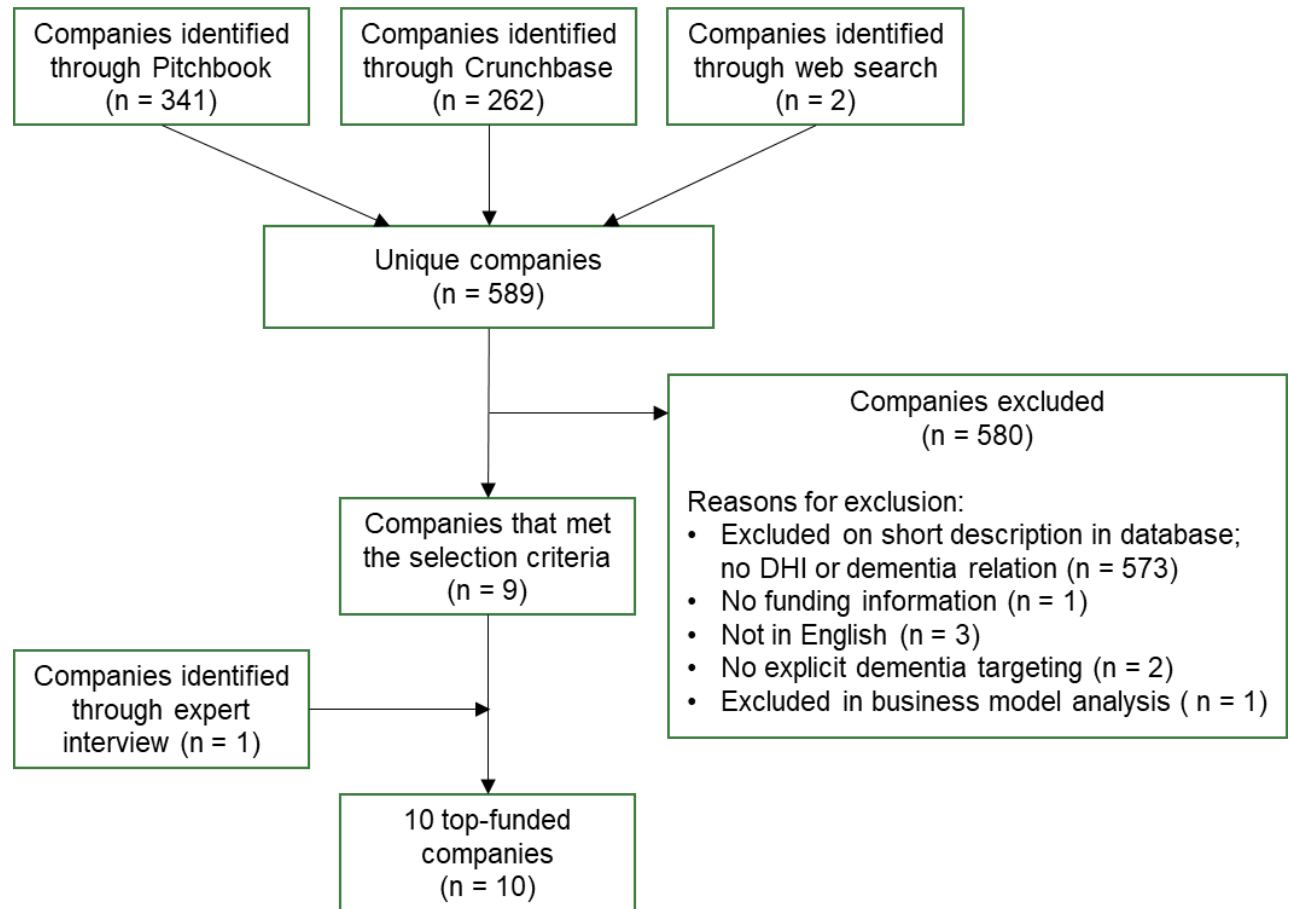 Companies identified
through Pitchbook
(n = 341)
Companies identified
through Crunchbase
(n = 262)
Companies identified
through web search
(n = 2)
Unique companies
(n = 589)
Companies excluded
(n = 580)
Reasons for exclusion:
• Excluded on short description in database;
no DHI or dementia relation (n = 573)
• No funding information (n = 1)
• Not in English (n = 3)
• No explicit dementia targeting (n = 2)
• Excluded in business model analysis ( n = 1)
Companies that met
the selection criteria
(n = 9)
Companies identified
through expert
interview (n = 1)
10 top-funded
companies
(n = 10)